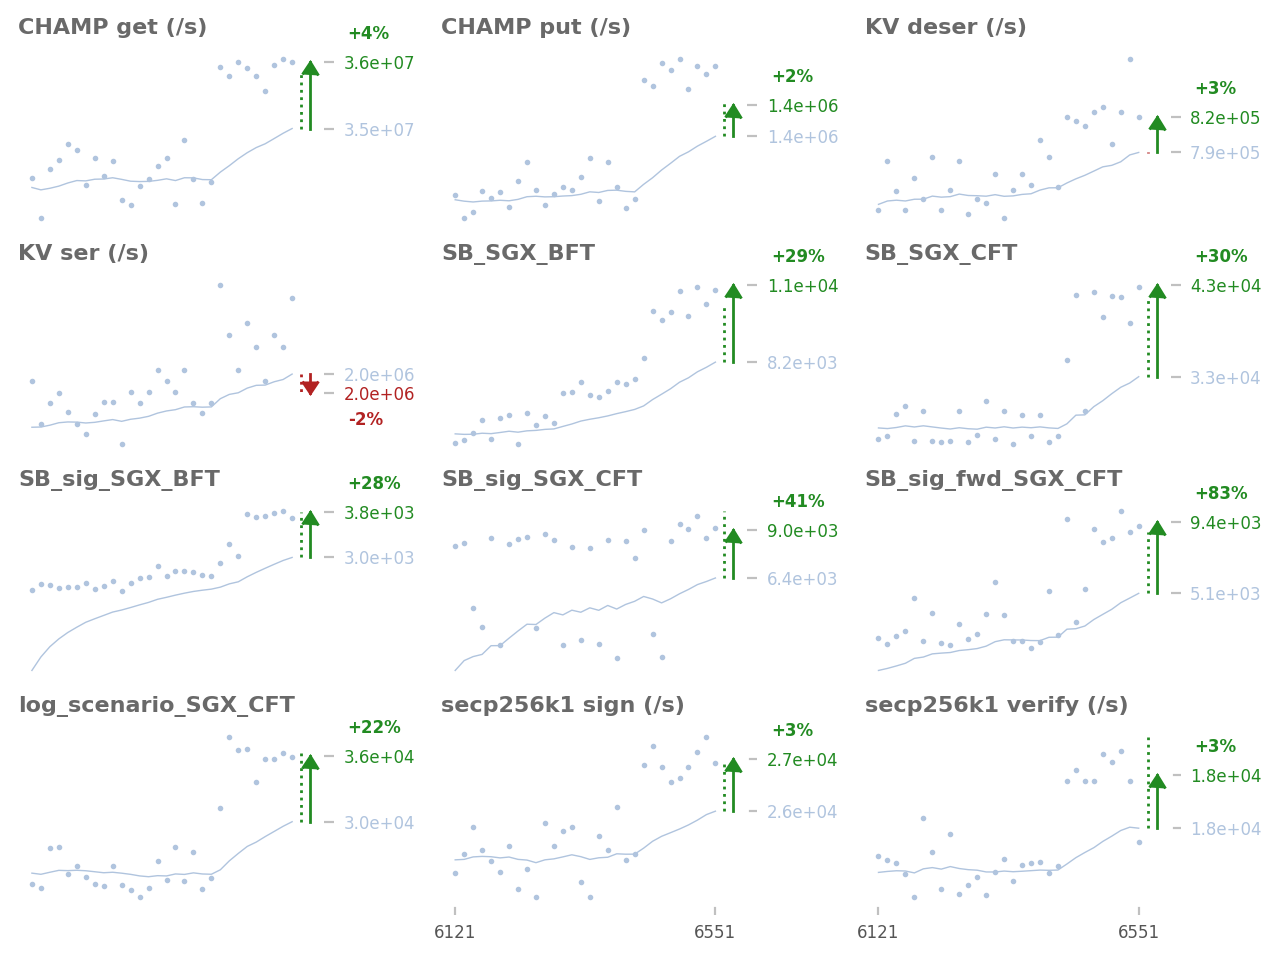 CHAMP get (/s)
+4%
3.6e+07
3.5e+07
CHAMP put (/s)
+2%
1.4e+06
1.4e+06
KV deser (/s)
+3%
8.2e+05
7.9e+05
KV ser (/s)
2.0e+06
2.0e+06
-2%
SB_SGX_BFT
+29%
1.1e+04
8.2e+03
SB_SGX_CFT
+30%
4.3e+04
3.3e+04
SB_sig_SGX_BFT
+28%
3.8e+03
3.0e+03
SB_sig_SGX_CFT
+41%
9.0e+03
6.4e+03
SB_sig_fwd_SGX_CFT
+83%
9.4e+03
5.1e+03
log_scenario_SGX_CFT
+22%
3.6e+04
3.0e+04
secp256k1 sign (/s)
+3%
2.7e+04
2.6e+04
6121 6551
secp256k1 verify (/s)
+3%
1.8e+04
1.8e+04
6121 6551